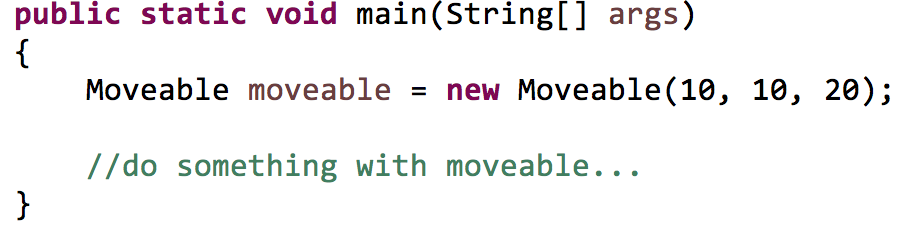 public static void main(String[] args)
{
    Moveable moveable = new Moveable(10, 10, 20);
    //do something with moveable...
}